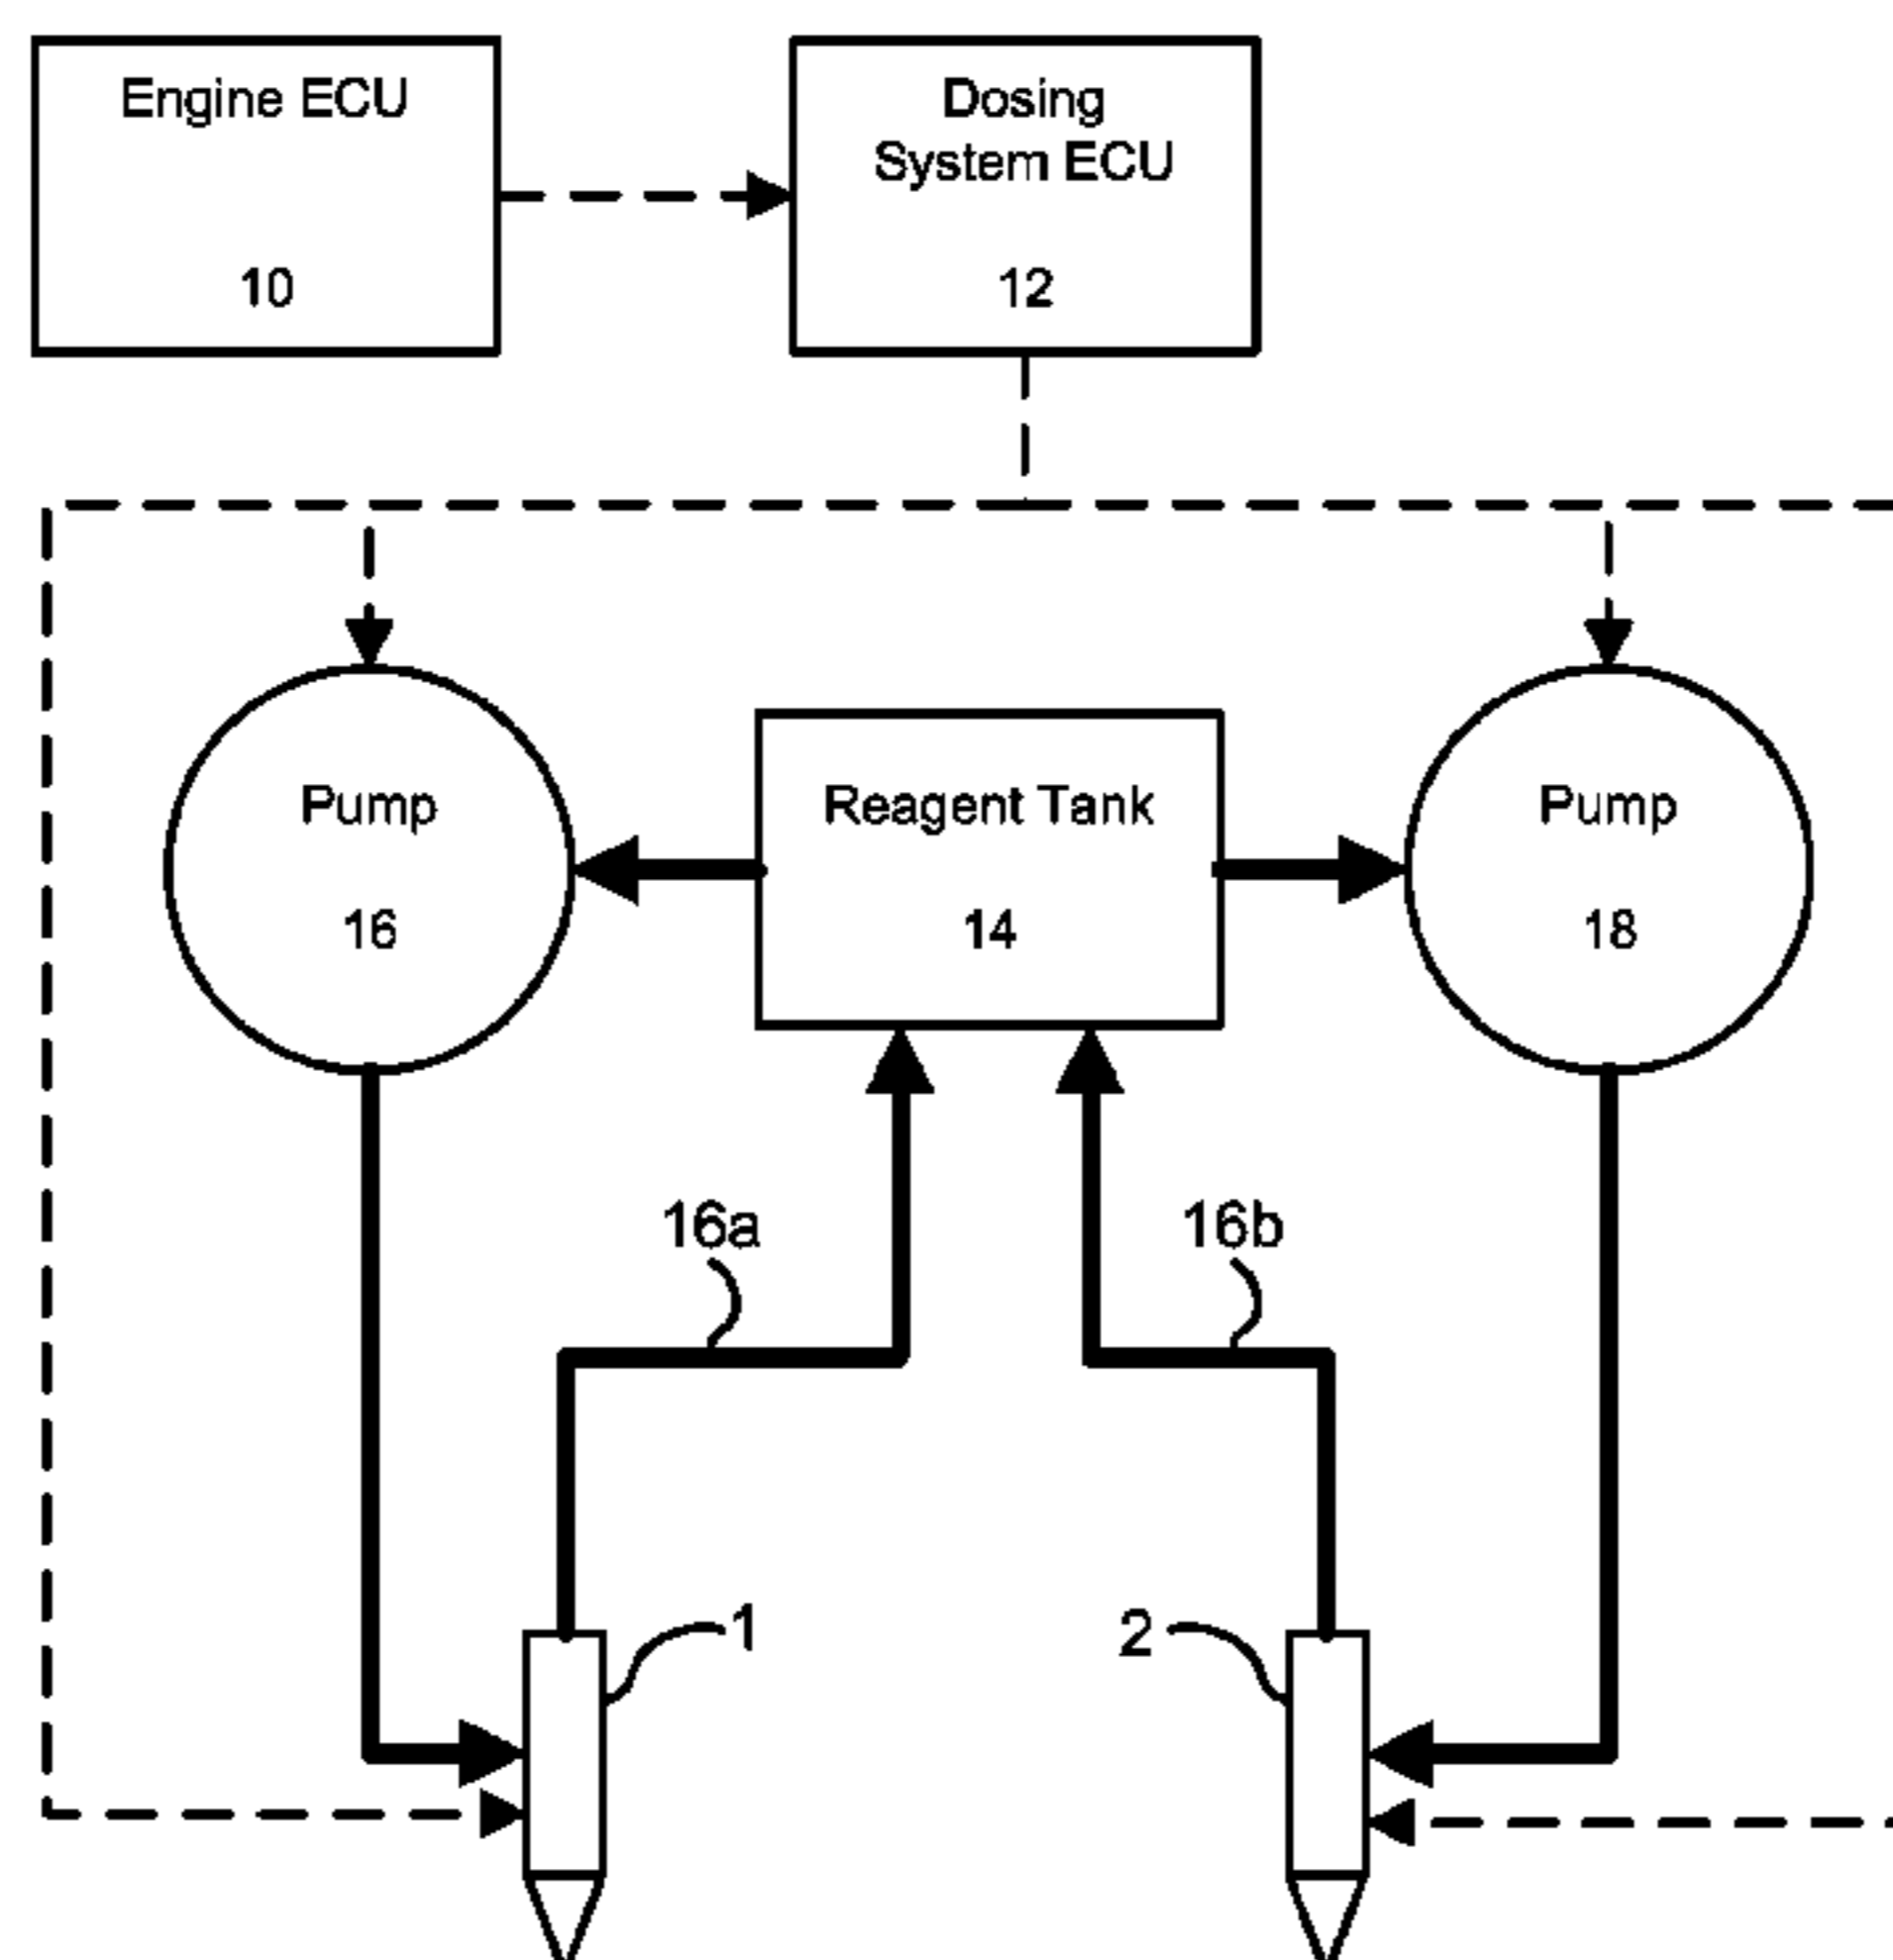 Engine ECU
10
Dosing
System ECU
12
Pump
16
Reagent Tank
14
Pump
18
16a
16b
1
2